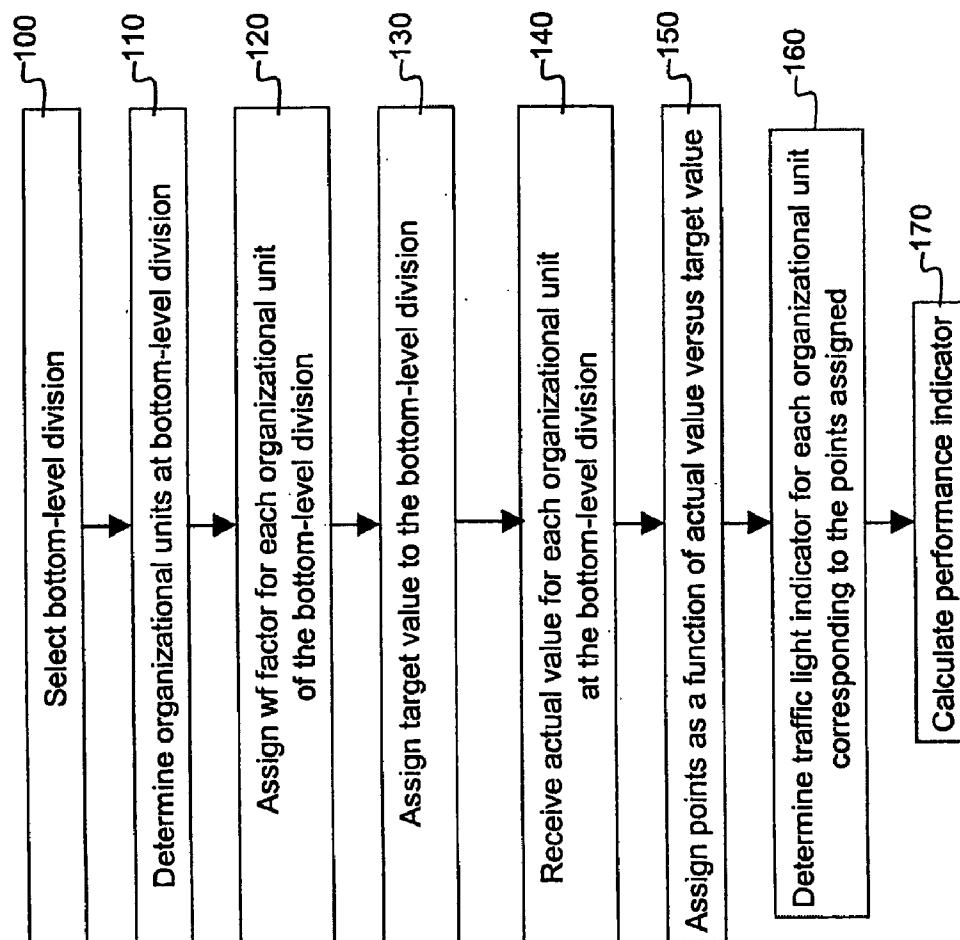 100
Select bottom-level division
110
Determine organizational units at bottom-level division
120
Assign wf factor for each organizational unit
of the bottom-level division
130
Assign target value to the bottom-level division
140
Receive actual value for each organizational unit
at the bottom-level division
150
Assign points as a function of actual value versus target value
160
Determine traffic light indicator for each organizational unit
corresponding to the points assigned
170
Calculate performance indicator